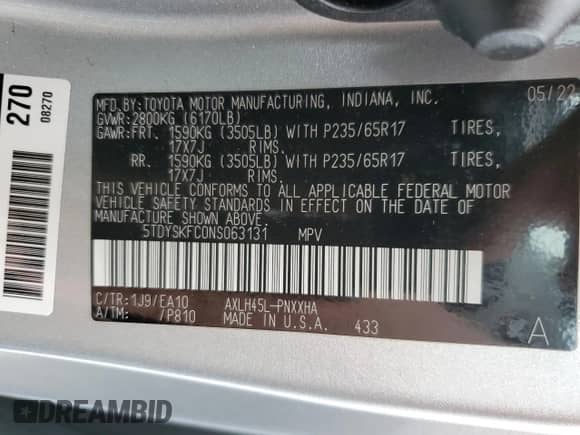 270
08270
MFD. BY: TOYOTA MOTOR MANUFACTURING, INDIANA, INC. 05/22
GVWR: 2800KG (6170LB)
GAWR: FRT. 1590KG (3505LB) WITH P235/65R17 TIRES,
17X7J RIMS.
RR. 1590KG (3505LB) WITH P235/65R17 TIRES,
17X7J RIMS.
THIS VEHICLE CONFORMS TO ALL APPLICABLE FEDERAL MOTOR
VEHICLE SAFETY STANDARDS IN EFFECT ON THE DATE OF
MANUFACTURE SHOWN ABOVE.
5TDYSKFC0NS063131 MPV
C/TR: 1J9/EA10 AXLH45L-PNXXHA
A/TM: /P810 MADE IN U.S.A. 433 A
DREAMBID